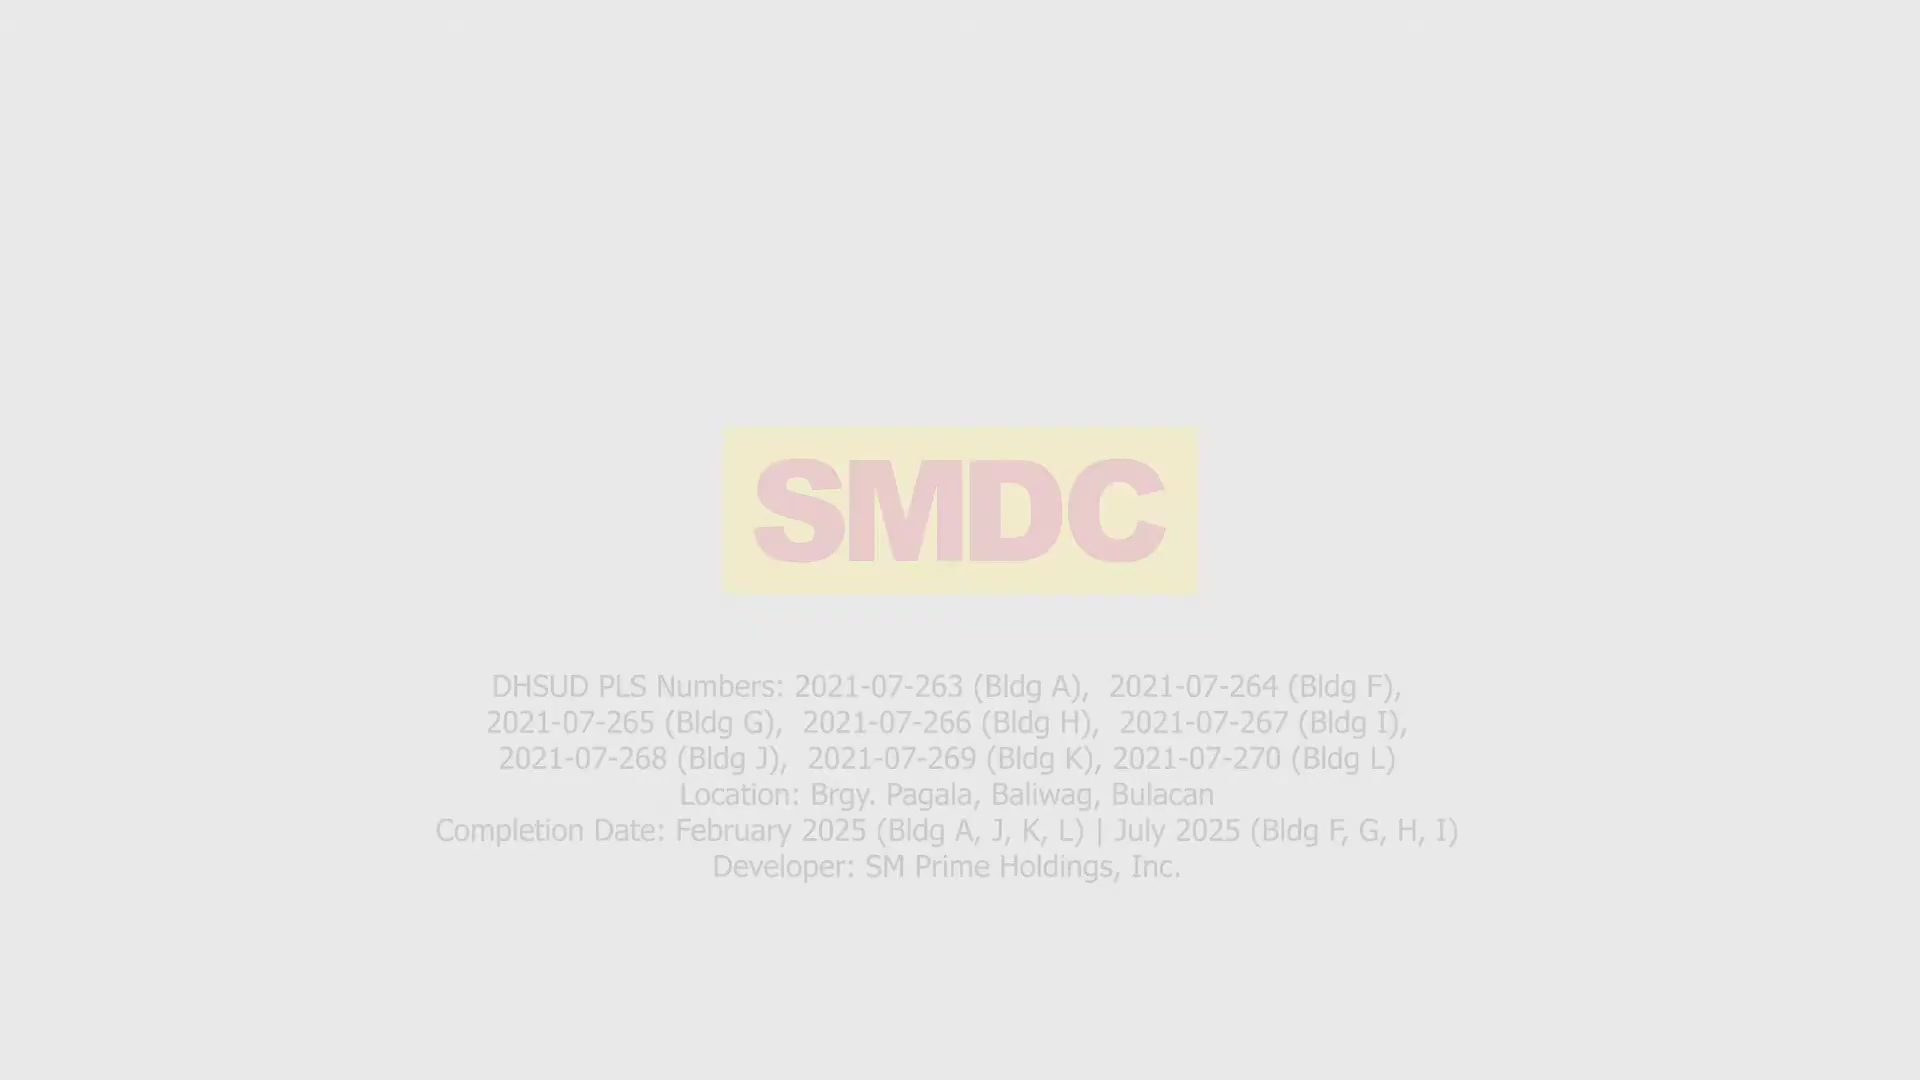 SMDC
DHSUD PLS Numbers: 2021-07-263 (Bldg A),  2021-07-264 (Bldg F),
2021-07-265 (Bldg G),  2021-07-266 (Bldg H),  2021-07-267 (Bldg I),
2021-07-268 (Bldg J),  2021-07-269 (Bldg K), 2021-07-270 (Bldg L)
Location: Brgy. Pagala, Baliwag, Bulacan
Completion Date: February 2025 (Bldg A, J, K, L) | July 2025 (Bldg F, G, H, I)
Developer: SM Prime Holdings, Inc.